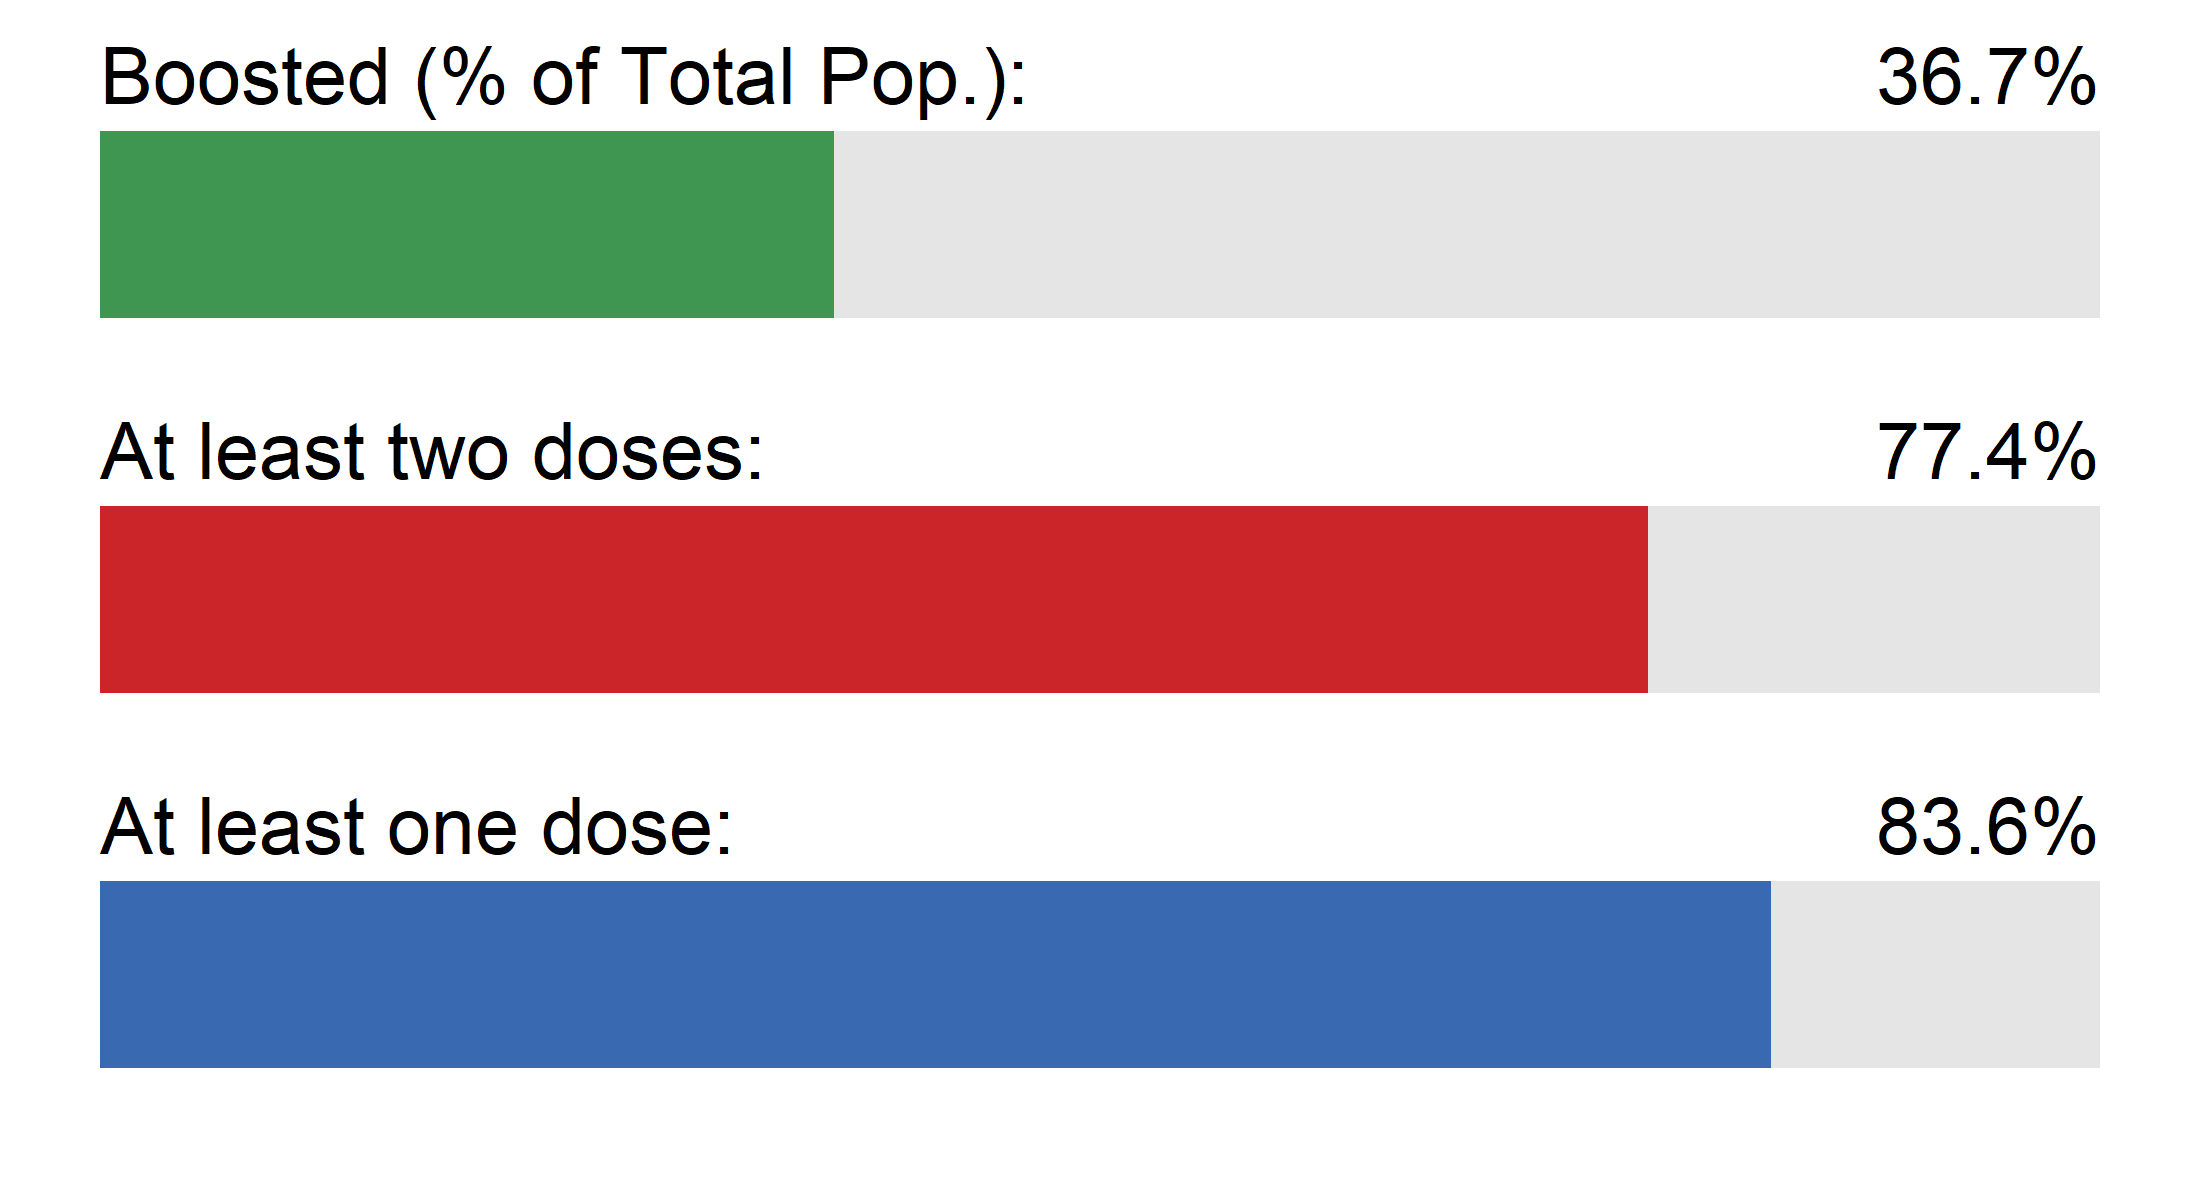 Boosted (% of Total Pop.): 36.7%
At least two doses: 77.4%
At least one dose: 83.6%